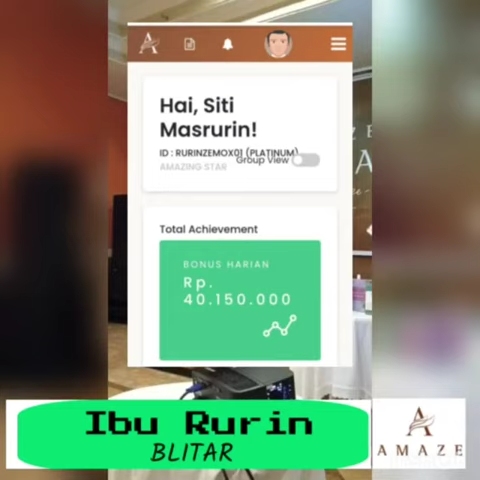 A
Hai, Siti
Masrurin!
ID : RURINZEMOX01 (PLATINUM)
Group View
AMAZING STAR
Total Achievement
BONUS HARIAN
Rp.
40.150.000
Ibu Rurin
BLITAR
A
AMAZE